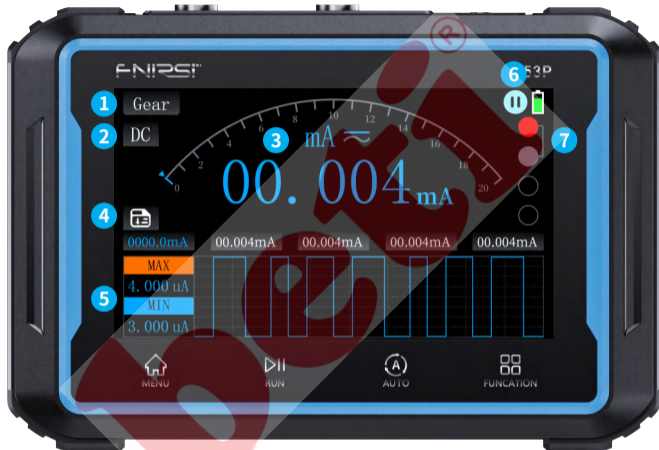 FNIRSI
53P
6
1 Gear
7
2 DC
3 mA
0 2 4 6 8 10 12 14 16 18 20
00.004mA
4
0000.0mA 00.004mA 00.004mA 00.004mA 00.004mA
MAX
4.000 uA
5
MIN
3.000 uA
MENU RUN A AUTO FUNCATION
beti®